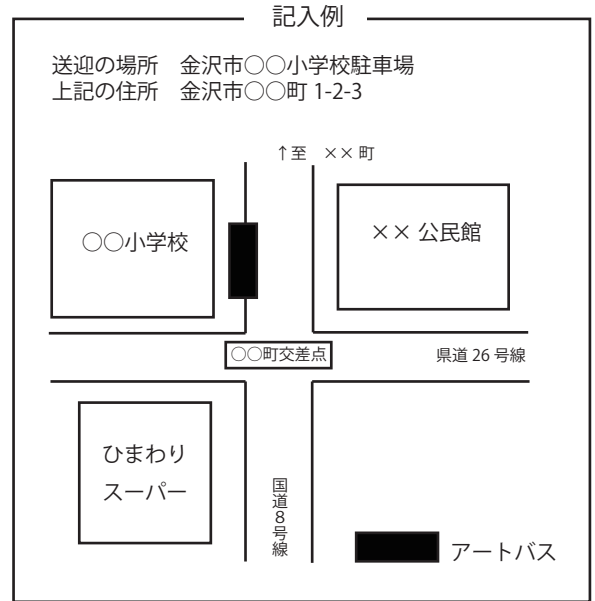 記入例
送迎の場所　金沢市○○小学校駐車場
上記の住所　金沢市○○町 1-2-3
↑至　×× 町
○○小学校
×× 公民館
○○町交差点
県道 26 号線
ひまわり
スーパー
国道8号線
アートバス